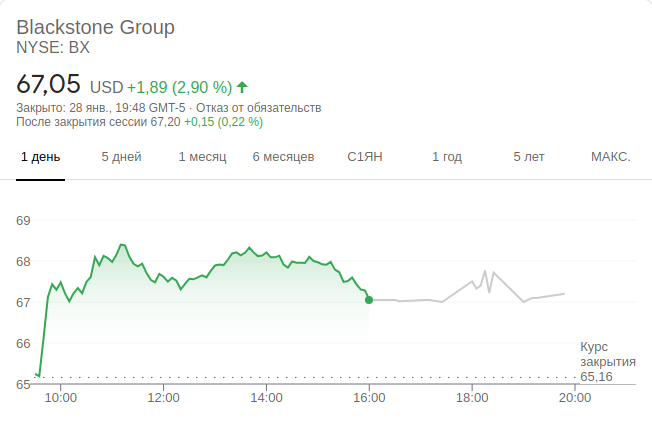 Blackstone Group
NYSE: BX
67,05 USD +1,89 (2,90 %)
Закрыто: 28 янв., 19:48 GMT-5 · Отказ от обязательств
После закрытия сессии 67,20 +0,15 (0,22 %)
1 день 5 дней 1 месяц 6 месяцев С1ЯН 1 год 5 лет МАКС.
69
68
67
66
65
Курс
закрытия
65,16
10:00 12:00 14:00 16:00 18:00 20:00